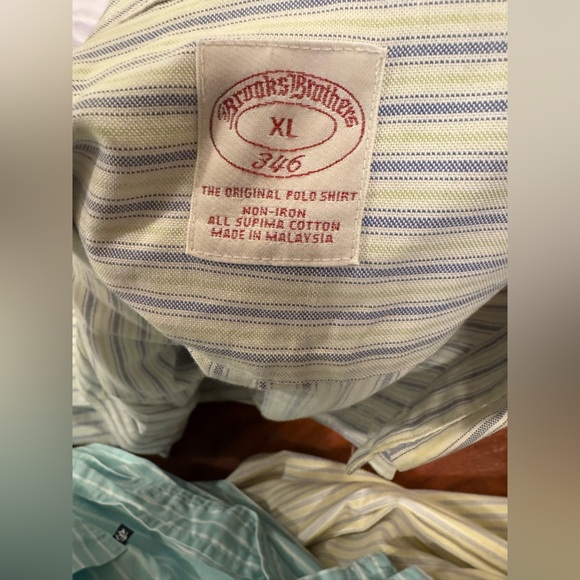 Brooks Brothers
XL
346
THE ORIGINAL POLO SHIRT
NON-IRON
ALL SUPIMA COTTON
MADE IN MALAYSIA